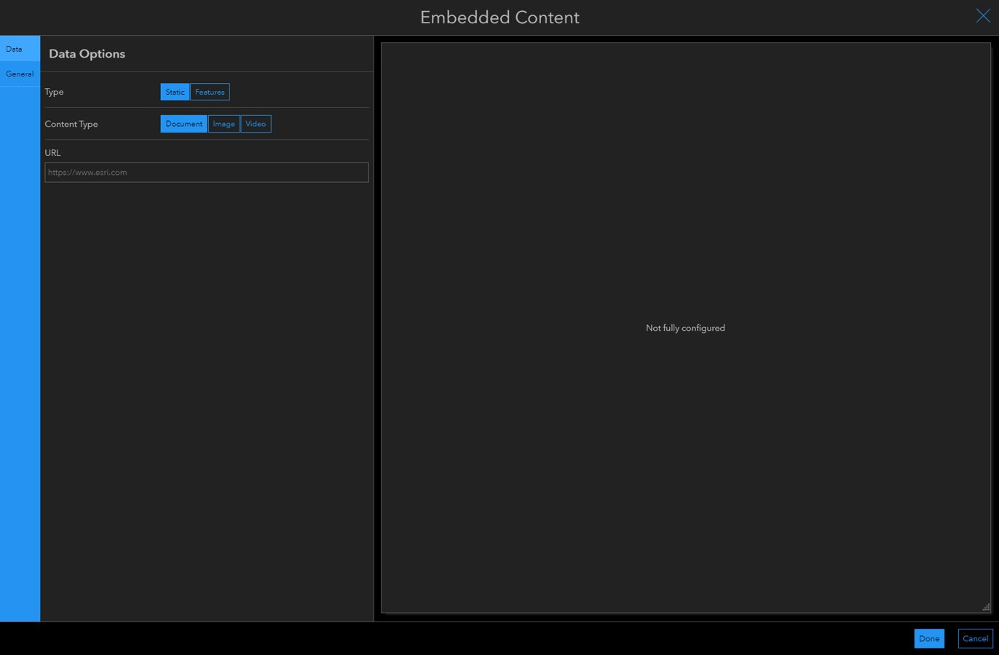 Embedded Content
Data
General
Data Options
Type
Static Features
Content Type
Document Image Video
URL
https://www.esri.com
Not fully configured
Done Cancel